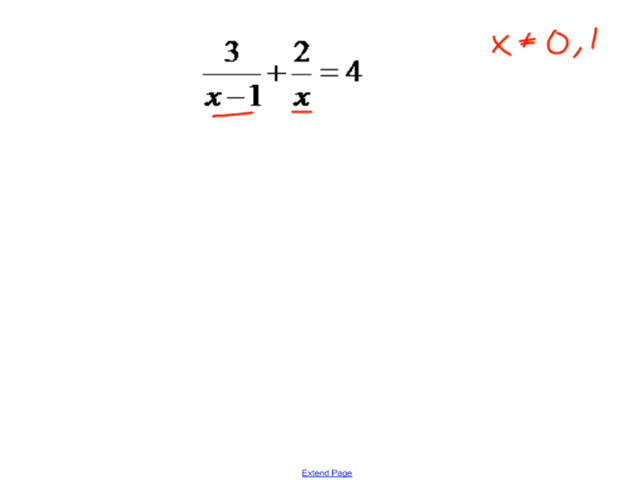 x ≠ 0, 1
3/(x−1) + 2/x = 4
Extend Page